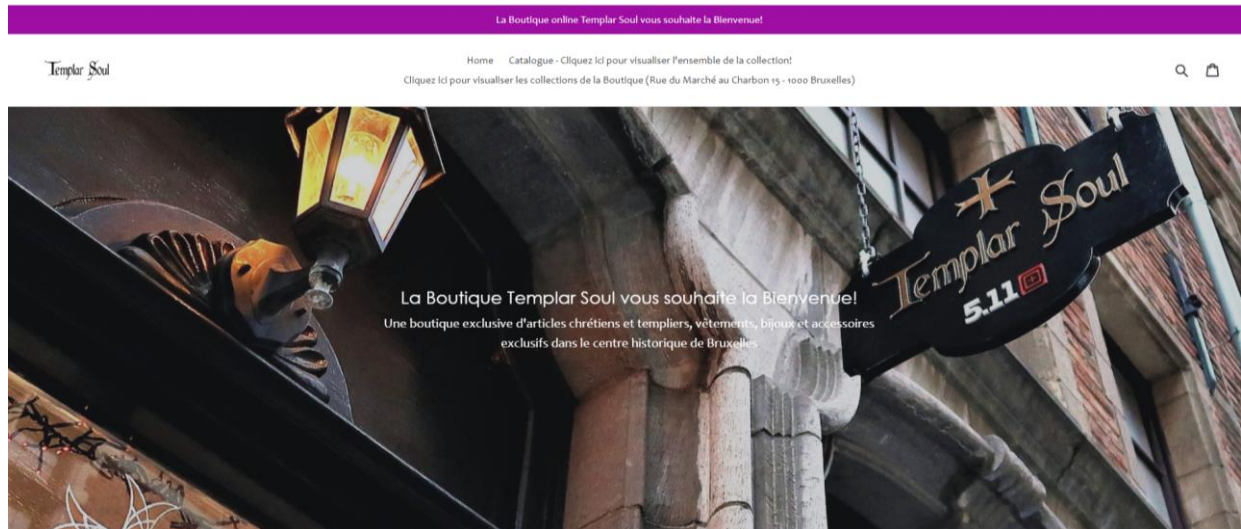 La Boutique online Templar Soul vous souhaite la Bienvenue!
Templar Soul
Home Catalogue - Cliquez ici pour visualiser l'ensemble de la collection!
Cliquez ici pour visualiser les collections de la Boutique (Rue du Marché au Charbon 15 - 1000 Bruxelles)
Templar Soul
5.11
La Boutique Templar Soul vous souhaite la Bienvenue!
Une boutique exclusive d'articles chrétiens et templiers, vêtements, bijoux et accessoires
exclusifs dans le centre historique de Bruxelles